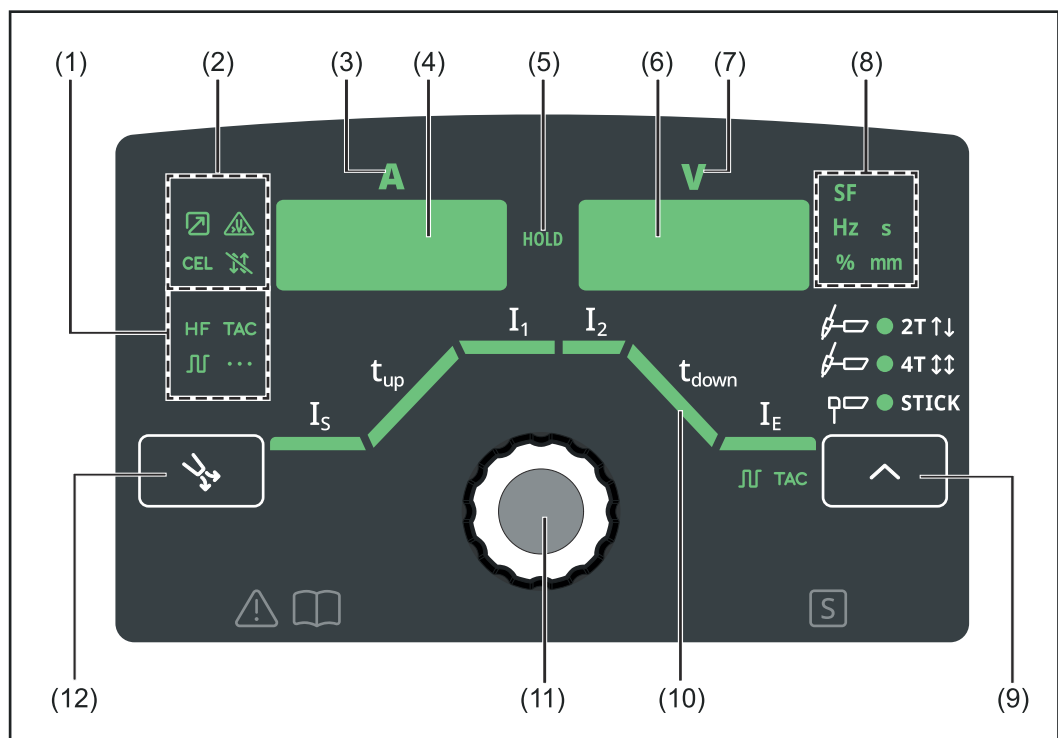 (1) (2) (3) (4) (5) (6) (7) (8)
A V
SF
Hz s
HOLD
CEL
% mm
HF TAC
I1 I2
2T ↑↓
tup tdown
4T ↕↕
STICK
IS IE
TAC
S
(12) (11) (10) (9)